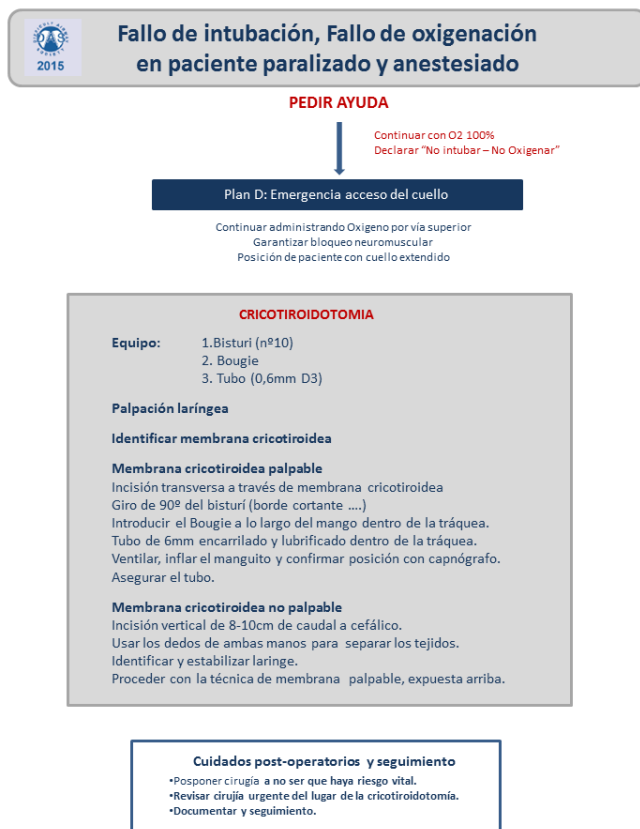 2015
Fallo de intubación, Fallo de oxigenación
en paciente paralizado y anestesiado
PEDIR AYUDA
Continuar con O2 100%
Declarar “No intubar – No Oxigenar”
Plan D: Emergencia acceso del cuello
Continuar administrando Oxigeno por vía superior
Garantizar bloqueo neuromuscular
Posición de paciente con cuello extendido
CRICOTIROIDOTOMIA
Equipo: 1.Bisturi (nº10)
2. Bougie
3. Tubo (0,6mm D3)
Palpación laríngea
Identificar membrana cricotiroidea
Membrana cricotiroidea palpable
Incisión transversa a través de membrana cricotiroidea
Giro de 90º del bisturí (borde cortante ….)
Introducir el Bougie a lo largo del mango dentro de la tráquea.
Tubo de 6mm encarrilado y lubrificado dentro de la tráquea.
Ventilar, inflar el manguito y confirmar posición con capnógrafo.
Asegurar el tubo.
Membrana cricotiroidea no palpable
Incisión vertical de 8-10cm de caudal a cefálico.
Usar los dedos de ambas manos para separar los tejidos.
Identificar y estabilizar laringe.
Proceder con la técnica de membrana palpable, expuesta arriba.
Cuidados post-operatorios y seguimiento
•Posponer cirugía a no ser que haya riesgo vital.
•Revisar cirujía urgente del lugar de la cricotiroidotomía.
•Documentar y seguimiento.